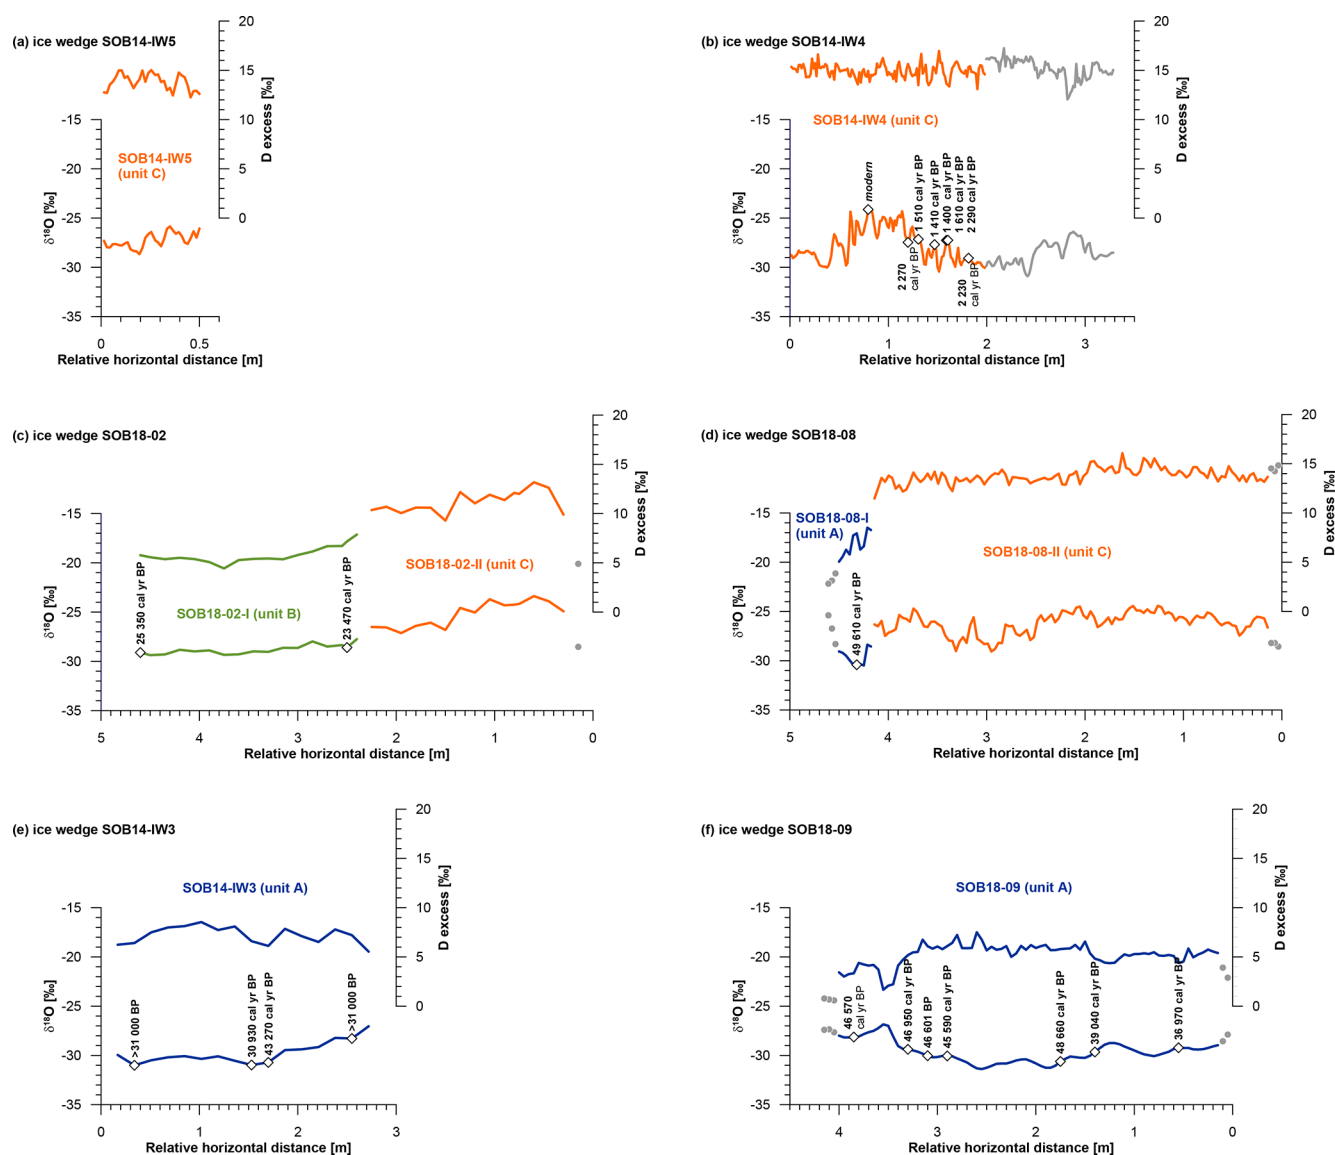 (a) ice wedge SOB14-IW5
20
15
10
5
0
D excess [‰]
-15
-20
-25
-30
-35
δ18O [‰]
SOB14-IW5
(unit C)
0
0.5
Relative horizontal distance [m]
(b) ice wedge SOB14-IW4
20
15
10
5
0
D excess [‰]
-15
-20
-25
-30
-35
δ18O [‰]
SOB14-IW4 (unit C)
modern
2 270
cal yr BP
1 510 cal yr BP
1 410 cal yr BP
1 400 cal yr BP
1 610 cal yr BP
2 290 cal yr BP
2 230
cal yr BP
0
1
2
3
Relative horizontal distance [m]
(c) ice wedge SOB18-02
20
15
10
5
0
D excess [‰]
-15
-20
-25
-30
-35
δ18O [‰]
25 350 cal yr BP
SOB18-02-I (unit B)
23 470 cal yr BP
SOB18-02-II (unit C)
5
4
3
2
1
0
Relative horizontal distance [m]
(d) ice wedge SOB18-08
20
15
10
5
0
D excess [‰]
-15
-20
-25
-30
-35
δ18O [‰]
SOB18-08-I
(unit A)
49 610 cal yr BP
SOB18-08-II (unit C)
5
4
3
2
1
0
Relative horizontal distance [m]
(e) ice wedge SOB14-IW3
20
15
10
5
0
D excess [‰]
-15
-20
-25
-30
-35
δ18O [‰]
SOB14-IW3 (unit A)
>31 000 BP
30 930 cal yr BP
43 270 cal yr BP
>31 000 BP
0
1
2
3
Relative horizontal distance [m]
(f) ice wedge SOB18-09
20
15
10
5
0
D excess [‰]
-15
-20
-25
-30
-35
δ18O [‰]
SOB18-09 (unit A)
46 570
cal yr BP
46 950 cal yr BP
46 601 BP
45 590 cal yr BP
48 660 cal yr BP
39 040 cal yr BP
36 970 cal yr BP
4
3
2
1
0
Relative horizontal distance [m]